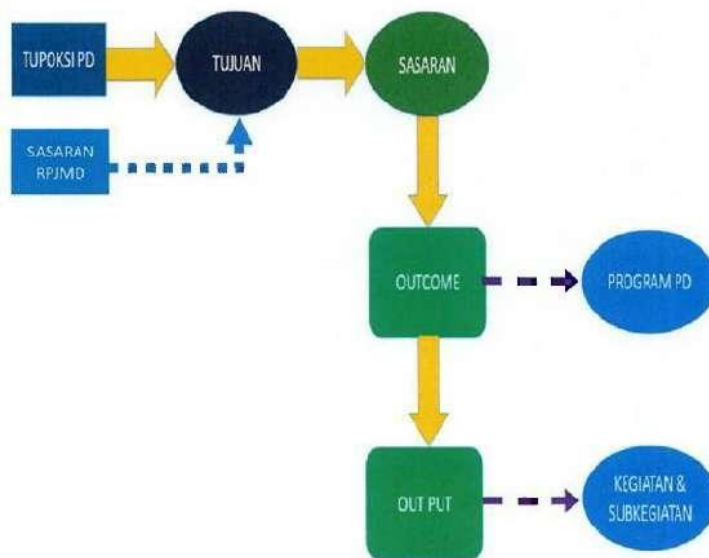 TUPOKSI PD
TUJUAN
SASARAN
SASARAN
RPJMD
OUTCOME
PROGRAM PD
OUT PUT
KEGIATAN &
SUBKEGIATAN